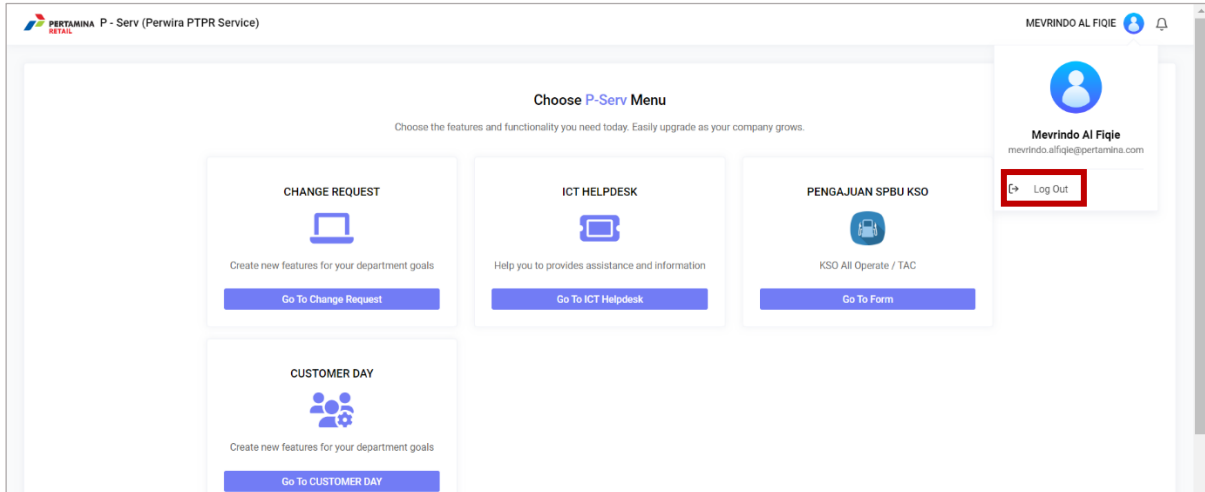 PERTAMINA
RETAIL
P - Serv (Perwira PTPR Service)
MEVRINDO AL FIQIE
Mevrindo Al Fiqie
mevrindo.alfiqie@pertamina.com
Log Out
Choose P-Serv Menu
Choose the features and functionality you need today. Easily upgrade as your company grows.
CHANGE REQUEST
Create new features for your department goals
Go To Change Request
ICT HELPDESK
Help you to provides assistance and information
Go To ICT Helpdesk
PENGAJUAN SPBU KSO
KSO All Operate / TAC
Go To Form
CUSTOMER DAY
Create new features for your department goals
Go To CUSTOMER DAY